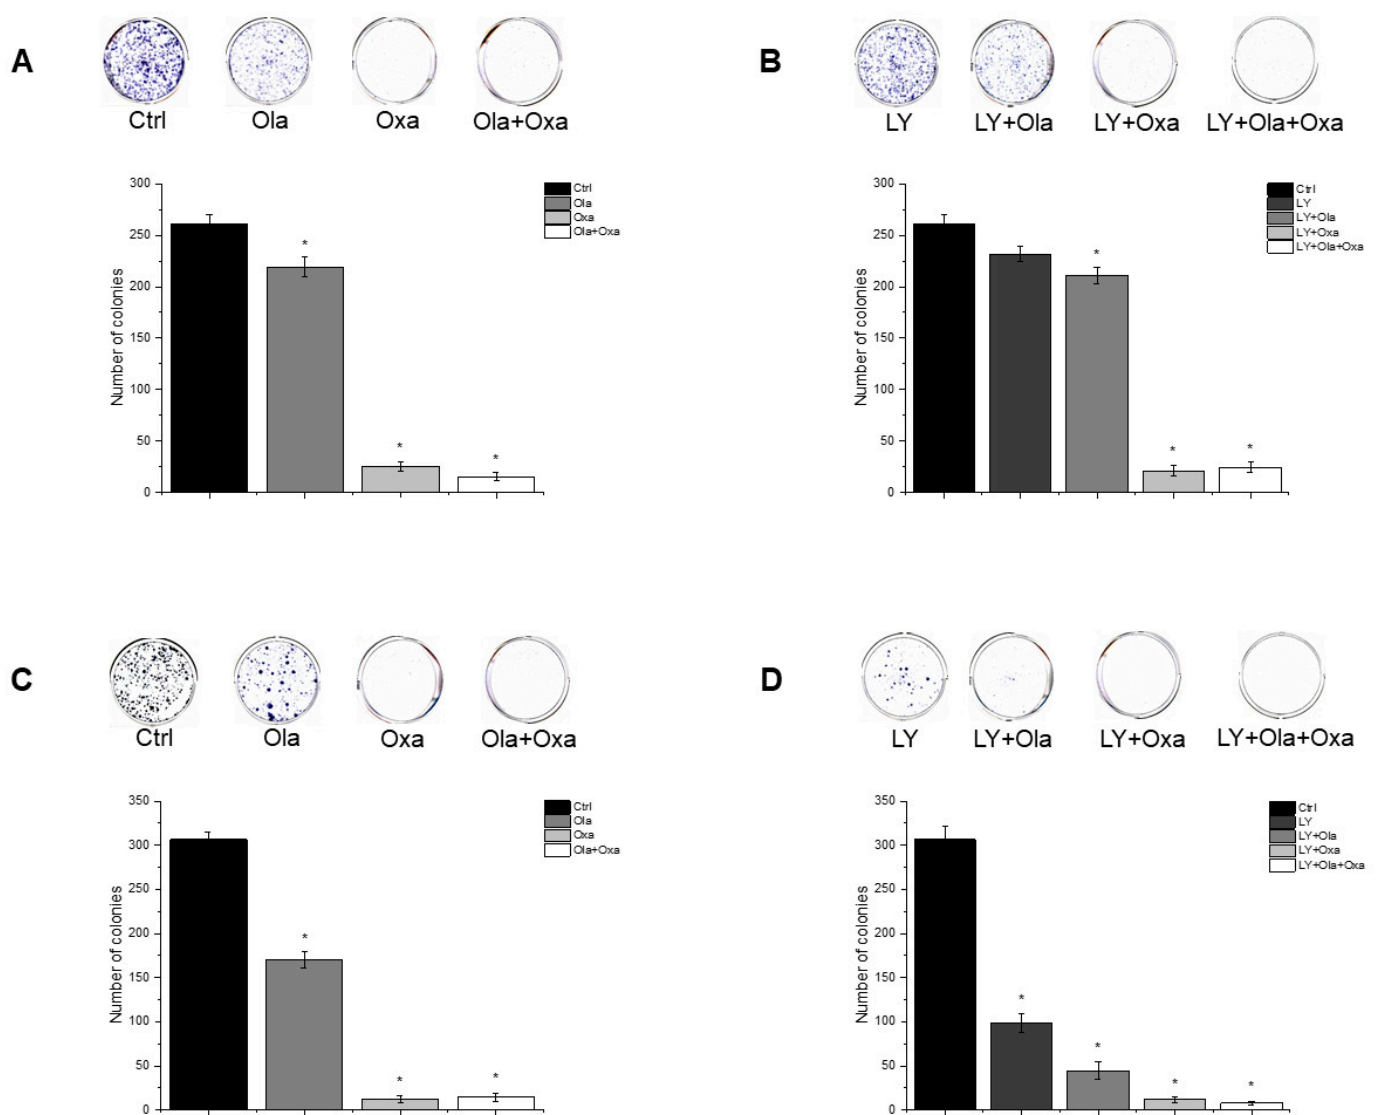 A
Ctrl Ola Oxa Ola+Oxa
300
250
200
150
100
50
0
Number of colonies
Ctrl
Ola
Oxa
Ola+Oxa
*
*
*
B
LY LY+Ola LY+Oxa LY+Ola+Oxa
300
250
200
150
100
50
0
Number of colonies
Ctrl
LY
LY+Ola
LY+Oxa
LY+Ola+Oxa
*
*
*
C
Ctrl Ola Oxa Ola+Oxa
350
300
250
200
150
100
50
0
Number of colonies
Ctrl
Ola
Oxa
Ola+Oxa
*
*
*
D
LY LY+Ola LY+Oxa LY+Ola+Oxa
350
300
250
200
150
100
50
0
Number of colonies
Ctrl
LY
LY+Ola
LY+Oxa
LY+Ola+Oxa
*
*
*
*